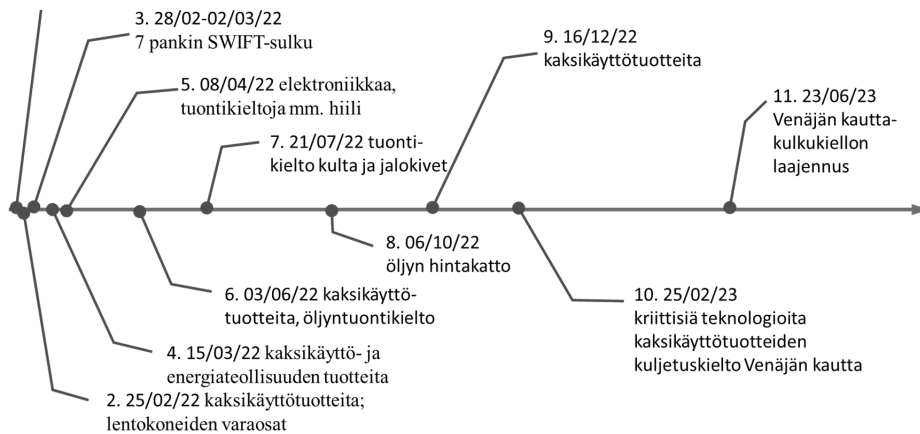 3. 28/02-02/03/22
7 pankin SWIFT-sulku
5. 08/04/22 elektroniikkaa,
tuontikieltoja mm. hiili
7. 21/07/22 tuonti-
kielto kulta ja jalokivet
9. 16/12/22
kaksikäyttötuotteita
11. 23/06/23
Venäjän kautta-
kulkukiellon
laajennus
8. 06/10/22
öljyn hintakatto
6. 03/06/22 kaksikäyttö-
tuotteita, öljyntuontikielto
10. 25/02/23
kriittisiä teknologioita
kaksikäyttötuotteiden
kuljetuskielto Venäjän kautta
4. 15/03/22 kaksikäyttö- ja
energiateollisuuden tuotteita
2. 25/02/22 kaksikäyttötuotteita;
lentokoneiden varaosat